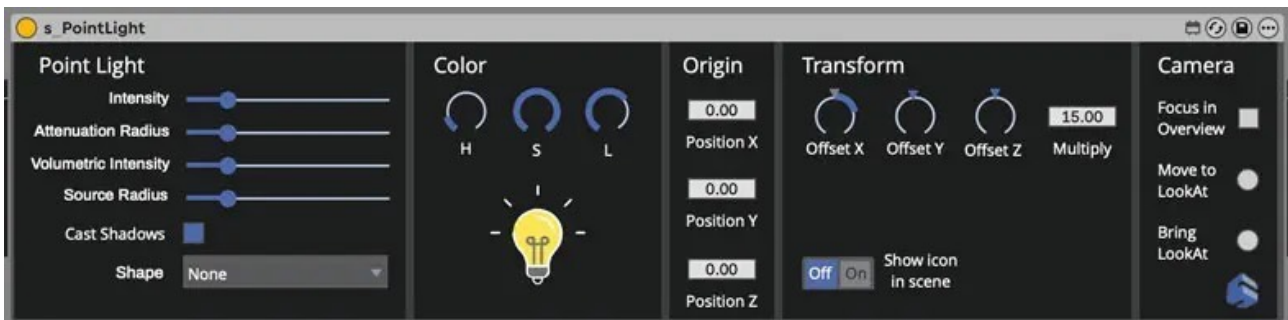 s_PointLight
Point Light
Intensity
Attenuation Radius
Volumetric Intensity
Source Radius
Cast Shadows
Shape None
Color
H S L
Origin
0.00
Position X
0.00
Position Y
0.00
Position Z
Transform
15.00
Offset X Offset Y Offset Z Multiply
Off On
Show icon
in scene
Camera
Focus in
Overview
Move to
LookAt
Bring
LookAt